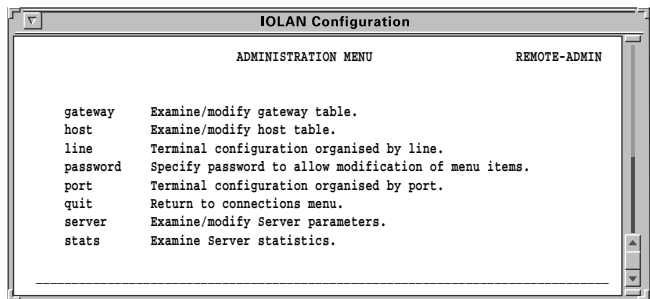 IOLAN Configuration
ADMINISTRATION MENU REMOTE-ADMIN
gateway Examine/modify gateway table.
host Examine/modify host table.
line Terminal configuration organised by line.
password Specify password to allow modification of menu items.
port Terminal configuration organised by port.
quit Return to connections menu.
server Examine/modify Server parameters.
stats Examine Server statistics.